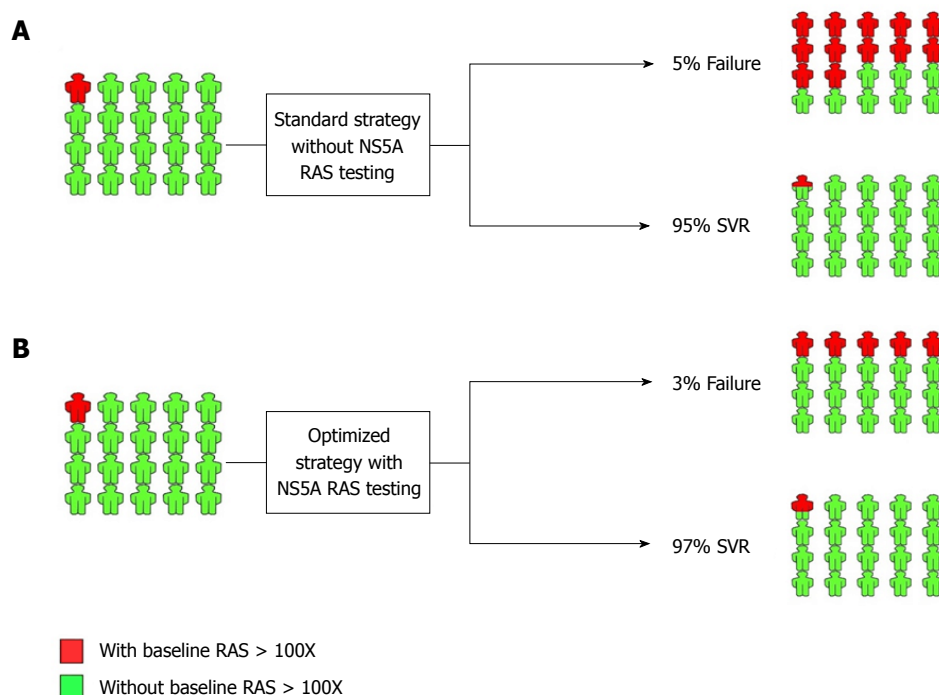 A
Standard strategy
without NS5A
RAS testing
5% Failure
95% SVR
B
Optimized
strategy with
NS5A RAS testing
3% Failure
97% SVR
With baseline RAS > 100X
Without baseline RAS > 100X